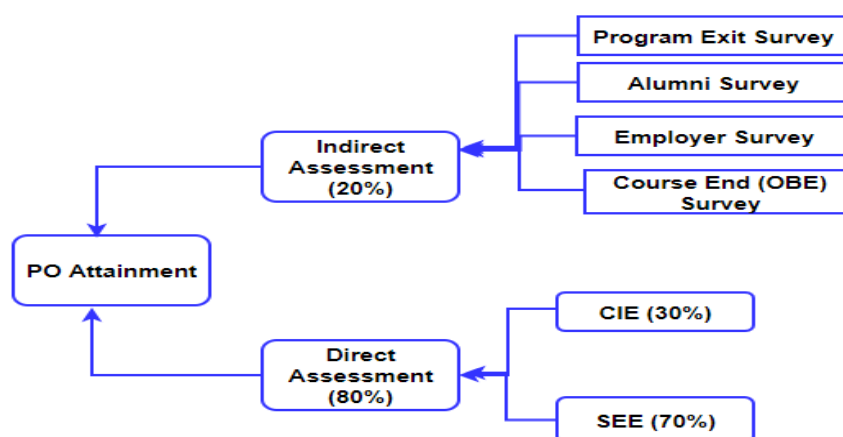 Program Exit Survey
Alumni Survey
Employer Survey
Course End (OBE)
Survey
Indirect
Assessment
(20%)
PO Attainment
Direct
Assessment
(80%)
CIE (30%)
SEE (70%)